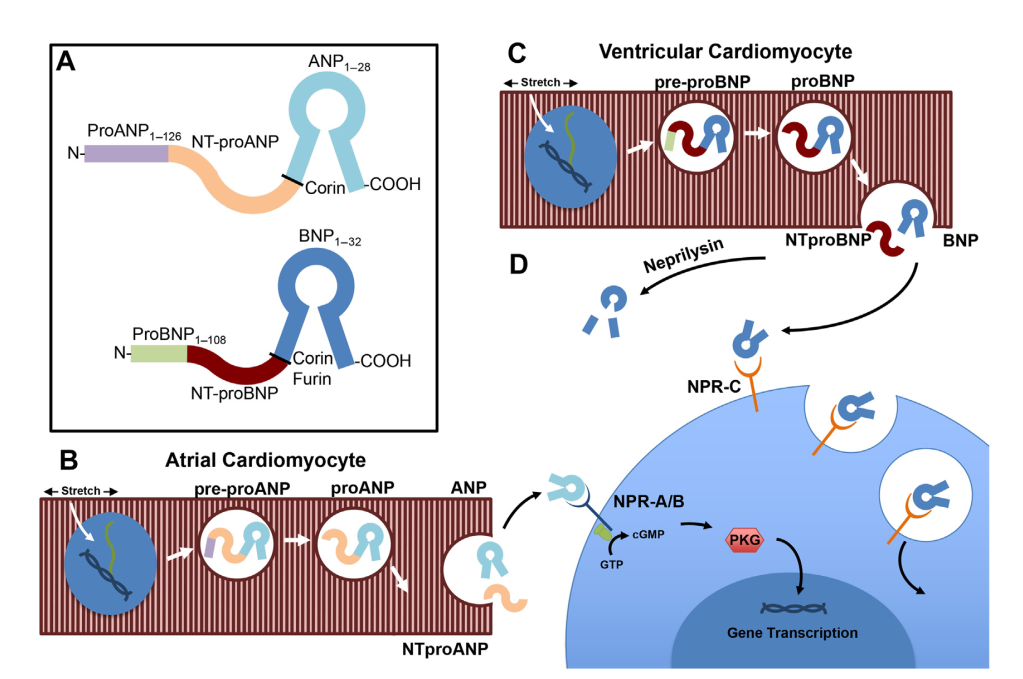 A
ANP1–28
ProANP1–126
NT-proANP
N-
Corin
-COOH
BNP1–32
ProBNP1–108
N-
Corin
Furin
-COOH
NT-proBNP
B
Atrial Cardiomyocyte
Stretch
pre-proANP
proANP
ANP
NTproANP
C
Ventricular Cardiomyocyte
Stretch
pre-proBNP
proBNP
NTproBNP
BNP
D
Neprilysin
NPR-C
NPR-A/B
cGMP
GTP
PKG
Gene Transcription